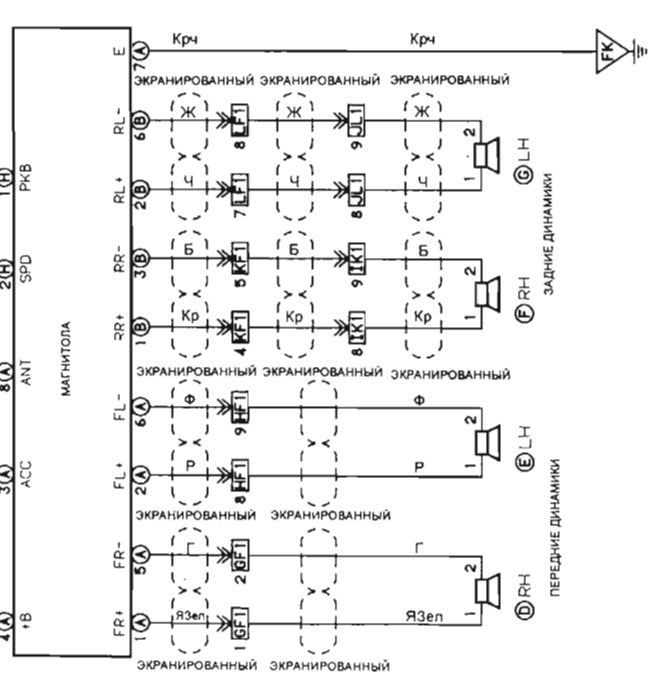 E 7(A) Крч Крч FK
ЭКРАНИРОВАННЫЙ ЭКРАНИРОВАННЫЙ ЭКРАНИРОВАННЫЙ
RL− 6(B) Ж 8 LF1 Ж 9 JL1 Ж 2
G LH
RL+ 2(B) Ч 7 LF1 Ч 8 JL1 Ч 1
1(H) PKB
ЗАДНИЕ ДИНАМИКИ
RR− 3(B) Б 5 KF1 Б 9 IK1 Б 2
2(H) SPD
F RH
RR+ 1(B) Кр 4 KF1 Кр 8 IK1 Кр 1
МАГНИТОЛА
ЭКРАНИРОВАННЫЙ ЭКРАНИРОВАННЫЙ ЭКРАНИРОВАННЫЙ
8(A) ANT
FL− 6(A) Ф 9 HF1 Ф 2
E LH
FL+ 2(A) Р 8 HF1 Р 1
3(A) ACC
ЭКРАНИРОВАННЫЙ ЭКРАНИРОВАННЫЙ
ПЕРЕДНИЕ ДИНАМИКИ
FR− 5(A) Г 2 GF1 Г 2
D RH
FR+ 1(A) ЯЗел 1 GF1 ЯЗел 1
4(A) +B
ЭКРАНИРОВАННЫЙ ЭКРАНИРОВАННЫЙ